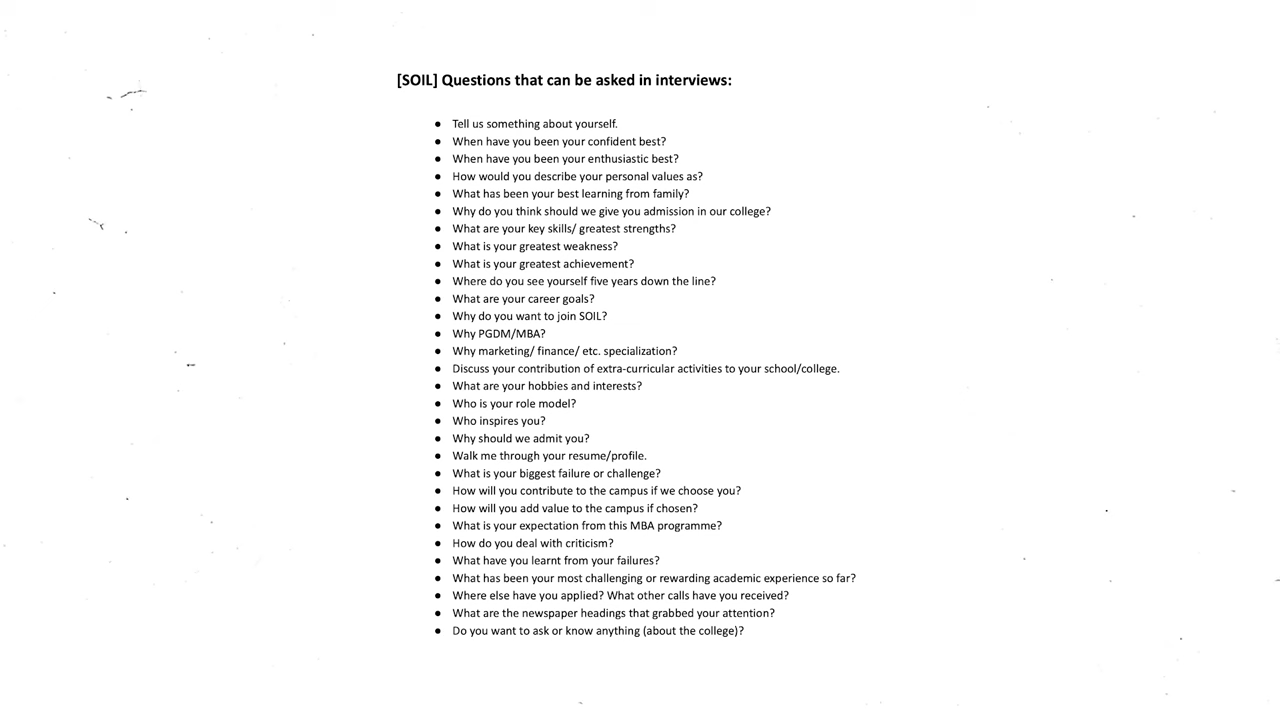 [SOIL] Questions that can be asked in interviews:
● Tell us something about yourself.
● When have you been your confident best?
● When have you been your enthusiastic best?
● How would you describe your personal values as?
● What has been your best learning from family?
● Why do you think should we give you admission in our college?
● What are your key skills/ greatest strengths?
● What is your greatest weakness?
● What is your greatest achievement?
● Where do you see yourself five years down the line?
● What are your career goals?
● Why do you want to join SOIL?
● Why PGDM/MBA?
● Why marketing/ finance/ etc. specialization?
● Discuss your contribution of extra-curricular activities to your school/college.
● What are your hobbies and interests?
● Who is your role model?
● Who inspires you?
● Why should we admit you?
● Walk me through your resume/profile.
● What is your biggest failure or challenge?
● How will you contribute to the campus if we choose you?
● How will you add value to the campus if chosen?
● What is your expectation from this MBA programme?
● How do you deal with criticism?
● What have you learnt from your failures?
● What has been your most challenging or rewarding academic experience so far?
● Where else have you applied? What other calls have you received?
● What are the newspaper headings that grabbed your attention?
● Do you want to ask or know anything (about the college)?